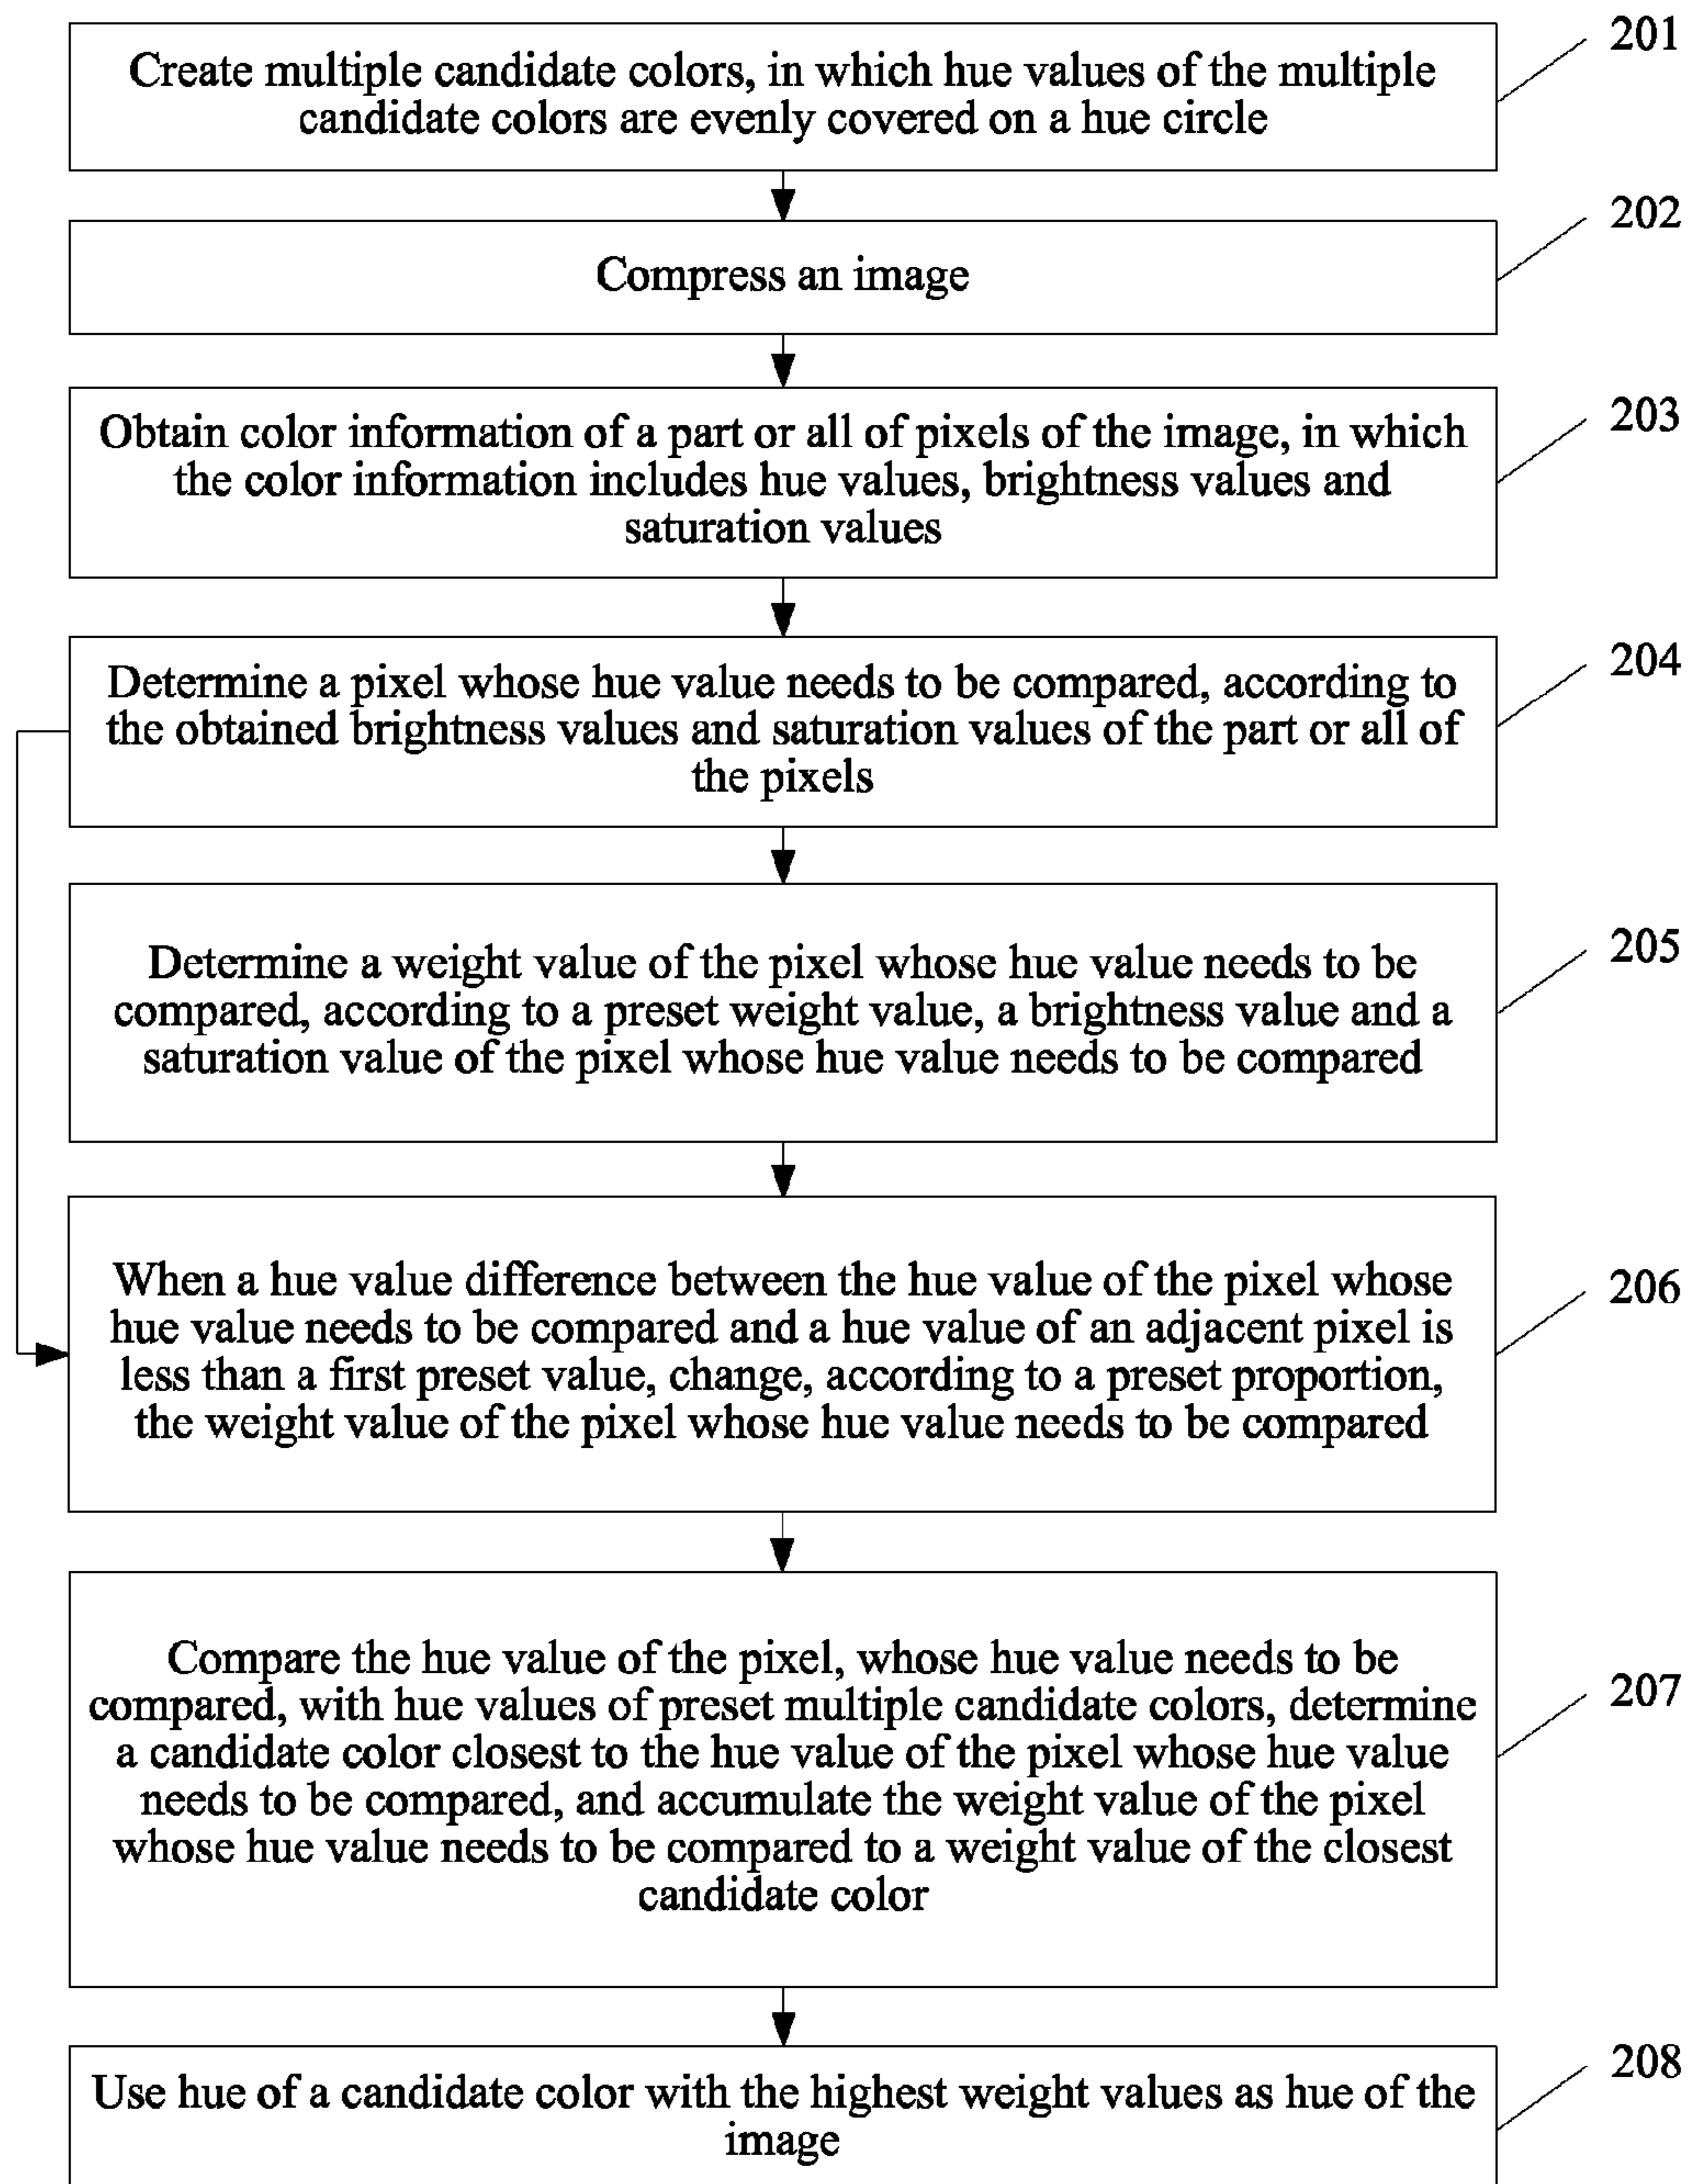 201
Create multiple candidate colors, in which hue values of the multiple
candidate colors are evenly covered on a hue circle
202
Compress an image
203
Obtain color information of a part or all of pixels of the image, in which
the color information includes hue values, brightness values and
saturation values
204
Determine a pixel whose hue value needs to be compared, according to
the obtained brightness values and saturation values of the part or all of
the pixels
205
Determine a weight value of the pixel whose hue value needs to be
compared, according to a preset weight value, a brightness value and a
saturation value of the pixel whose hue value needs to be compared
206
When a hue value difference between the hue value of the pixel whose
hue value needs to be compared and a hue value of an adjacent pixel is
less than a first preset value, change, according to a preset proportion,
the weight value of the pixel whose hue value needs to be compared
207
Compare the hue value of the pixel, whose hue value needs to be
compared, with hue values of preset multiple candidate colors, determine
a candidate color closest to the hue value of the pixel whose hue value
needs to be compared, and accumulate the weight value of the pixel
whose hue value needs to be compared to a weight value of the closest
candidate color
208
Use hue of a candidate color with the highest weight values as hue of the
image